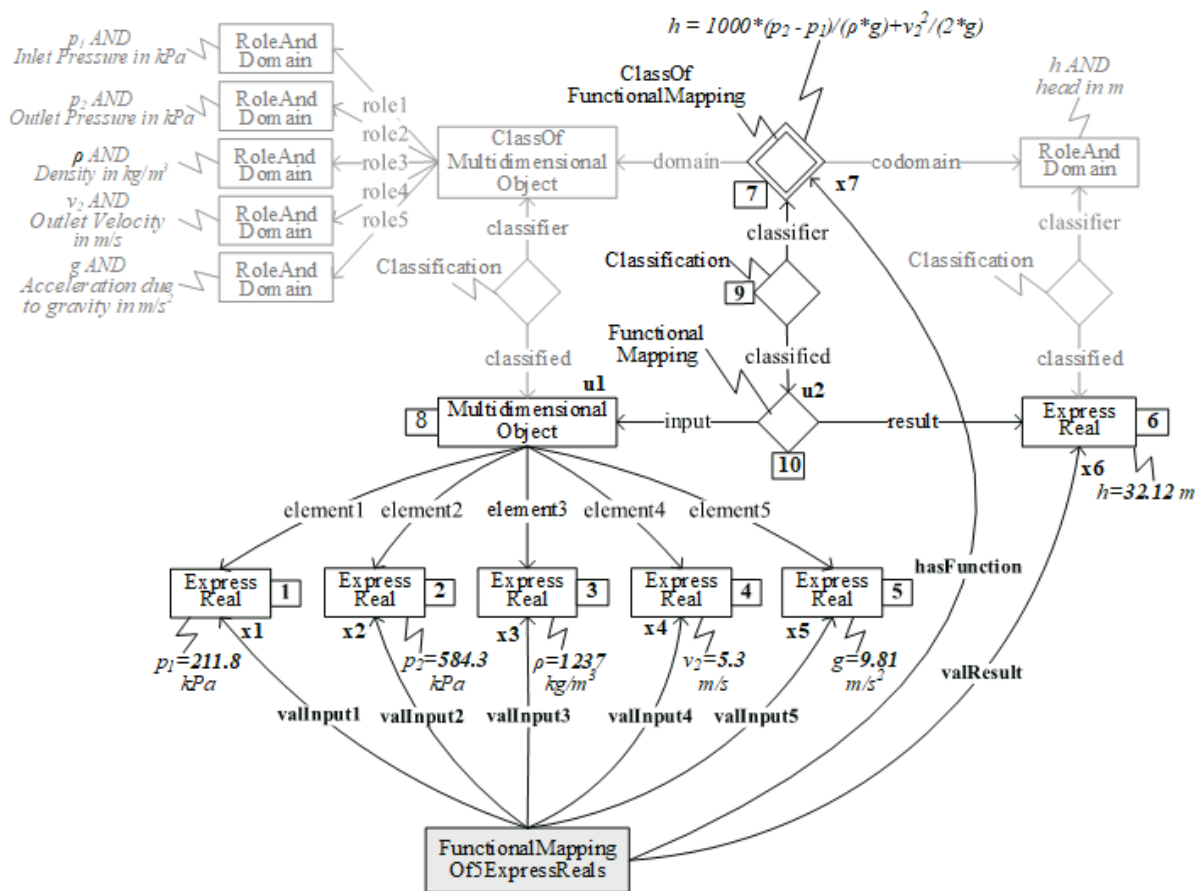 h = 1000*(p2 - p1)/(ρ*g)+v2²/(2*g)
p1 AND
Inlet Pressure in kPa
RoleAnd
Domain
p2 AND
Outlet Pressure in kPa
RoleAnd
Domain
ρ AND
Density in kg/m³
RoleAnd
Domain
v2 AND
Outlet Velocity
in m/s
RoleAnd
Domain
g AND
Acceleration due
to gravity in m/s²
RoleAnd
Domain
role1
role2
role3
role4
role5
ClassOf
Multidimensional
Object
domain
ClassOf
FunctionalMapping
7
x7
codomain
h AND
head in m
RoleAnd
Domain
classifier
Classification
classified
classifier
Classification
9
classified
classifier
Classification
classified
Functional
Mapping
u1
8
Multidimensional
Object
input
u2
10
result
Express
Real
6
x6
h=32.12 m
element1
element2
element3
element4
element5
Express
Real
1
x1
p1=211.8
kPa
Express
Real
2
x2
p2=584.3
kPa
Express
Real
3
x3
ρ=1237
kg/m³
Express
Real
4
x4
v2=5.3
m/s
Express
Real
5
x5
g=9.81
m/s²
hasFunction
valResult
valInput1
valInput2
valInput3
valInput4
valInput5
FunctionalMapping
Of5ExpressReals